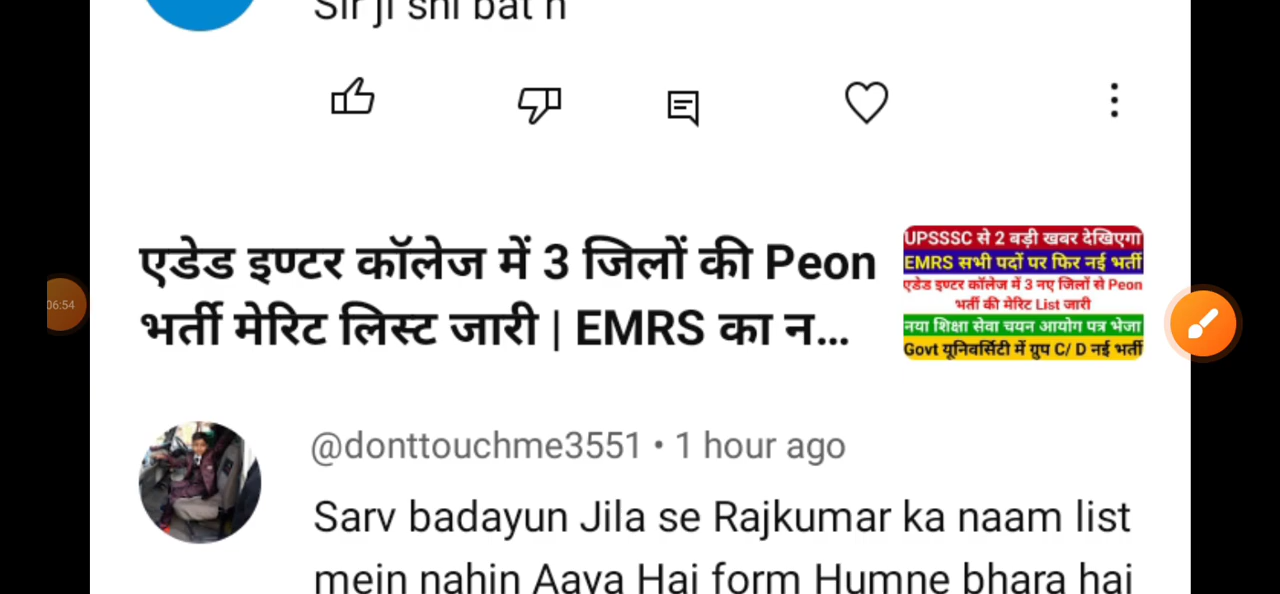 Sir ji shi bat h
एडेड इण्टर कॉलेज में 3 जिलों की Peon
भर्ती मेरिट लिस्ट जारी | EMRS का न...
UPSSSC से 2 बड़ी खबर देखिएगा
EMRS सभी पदों पर फिर नई भर्ती
एडेड इण्टर कॉलेज में 3 नए जिलों से Peon
भर्ती की मेरिट List जारी
नया शिक्षा सेवा चयन आयोग पत्र भेजा
Govt यूनिवर्सिटी में ग्रुप C/ D नई भर्ती
06:54
@donttouchme3551 • 1 hour ago
Sarv badayun Jila se Rajkumar ka naam list
mein nahin Aaya Hai form Humne bhara hai